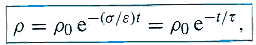 ρ = ρ₀ e^{−(σ/ε)t} = ρ₀ e^{−t/τ},